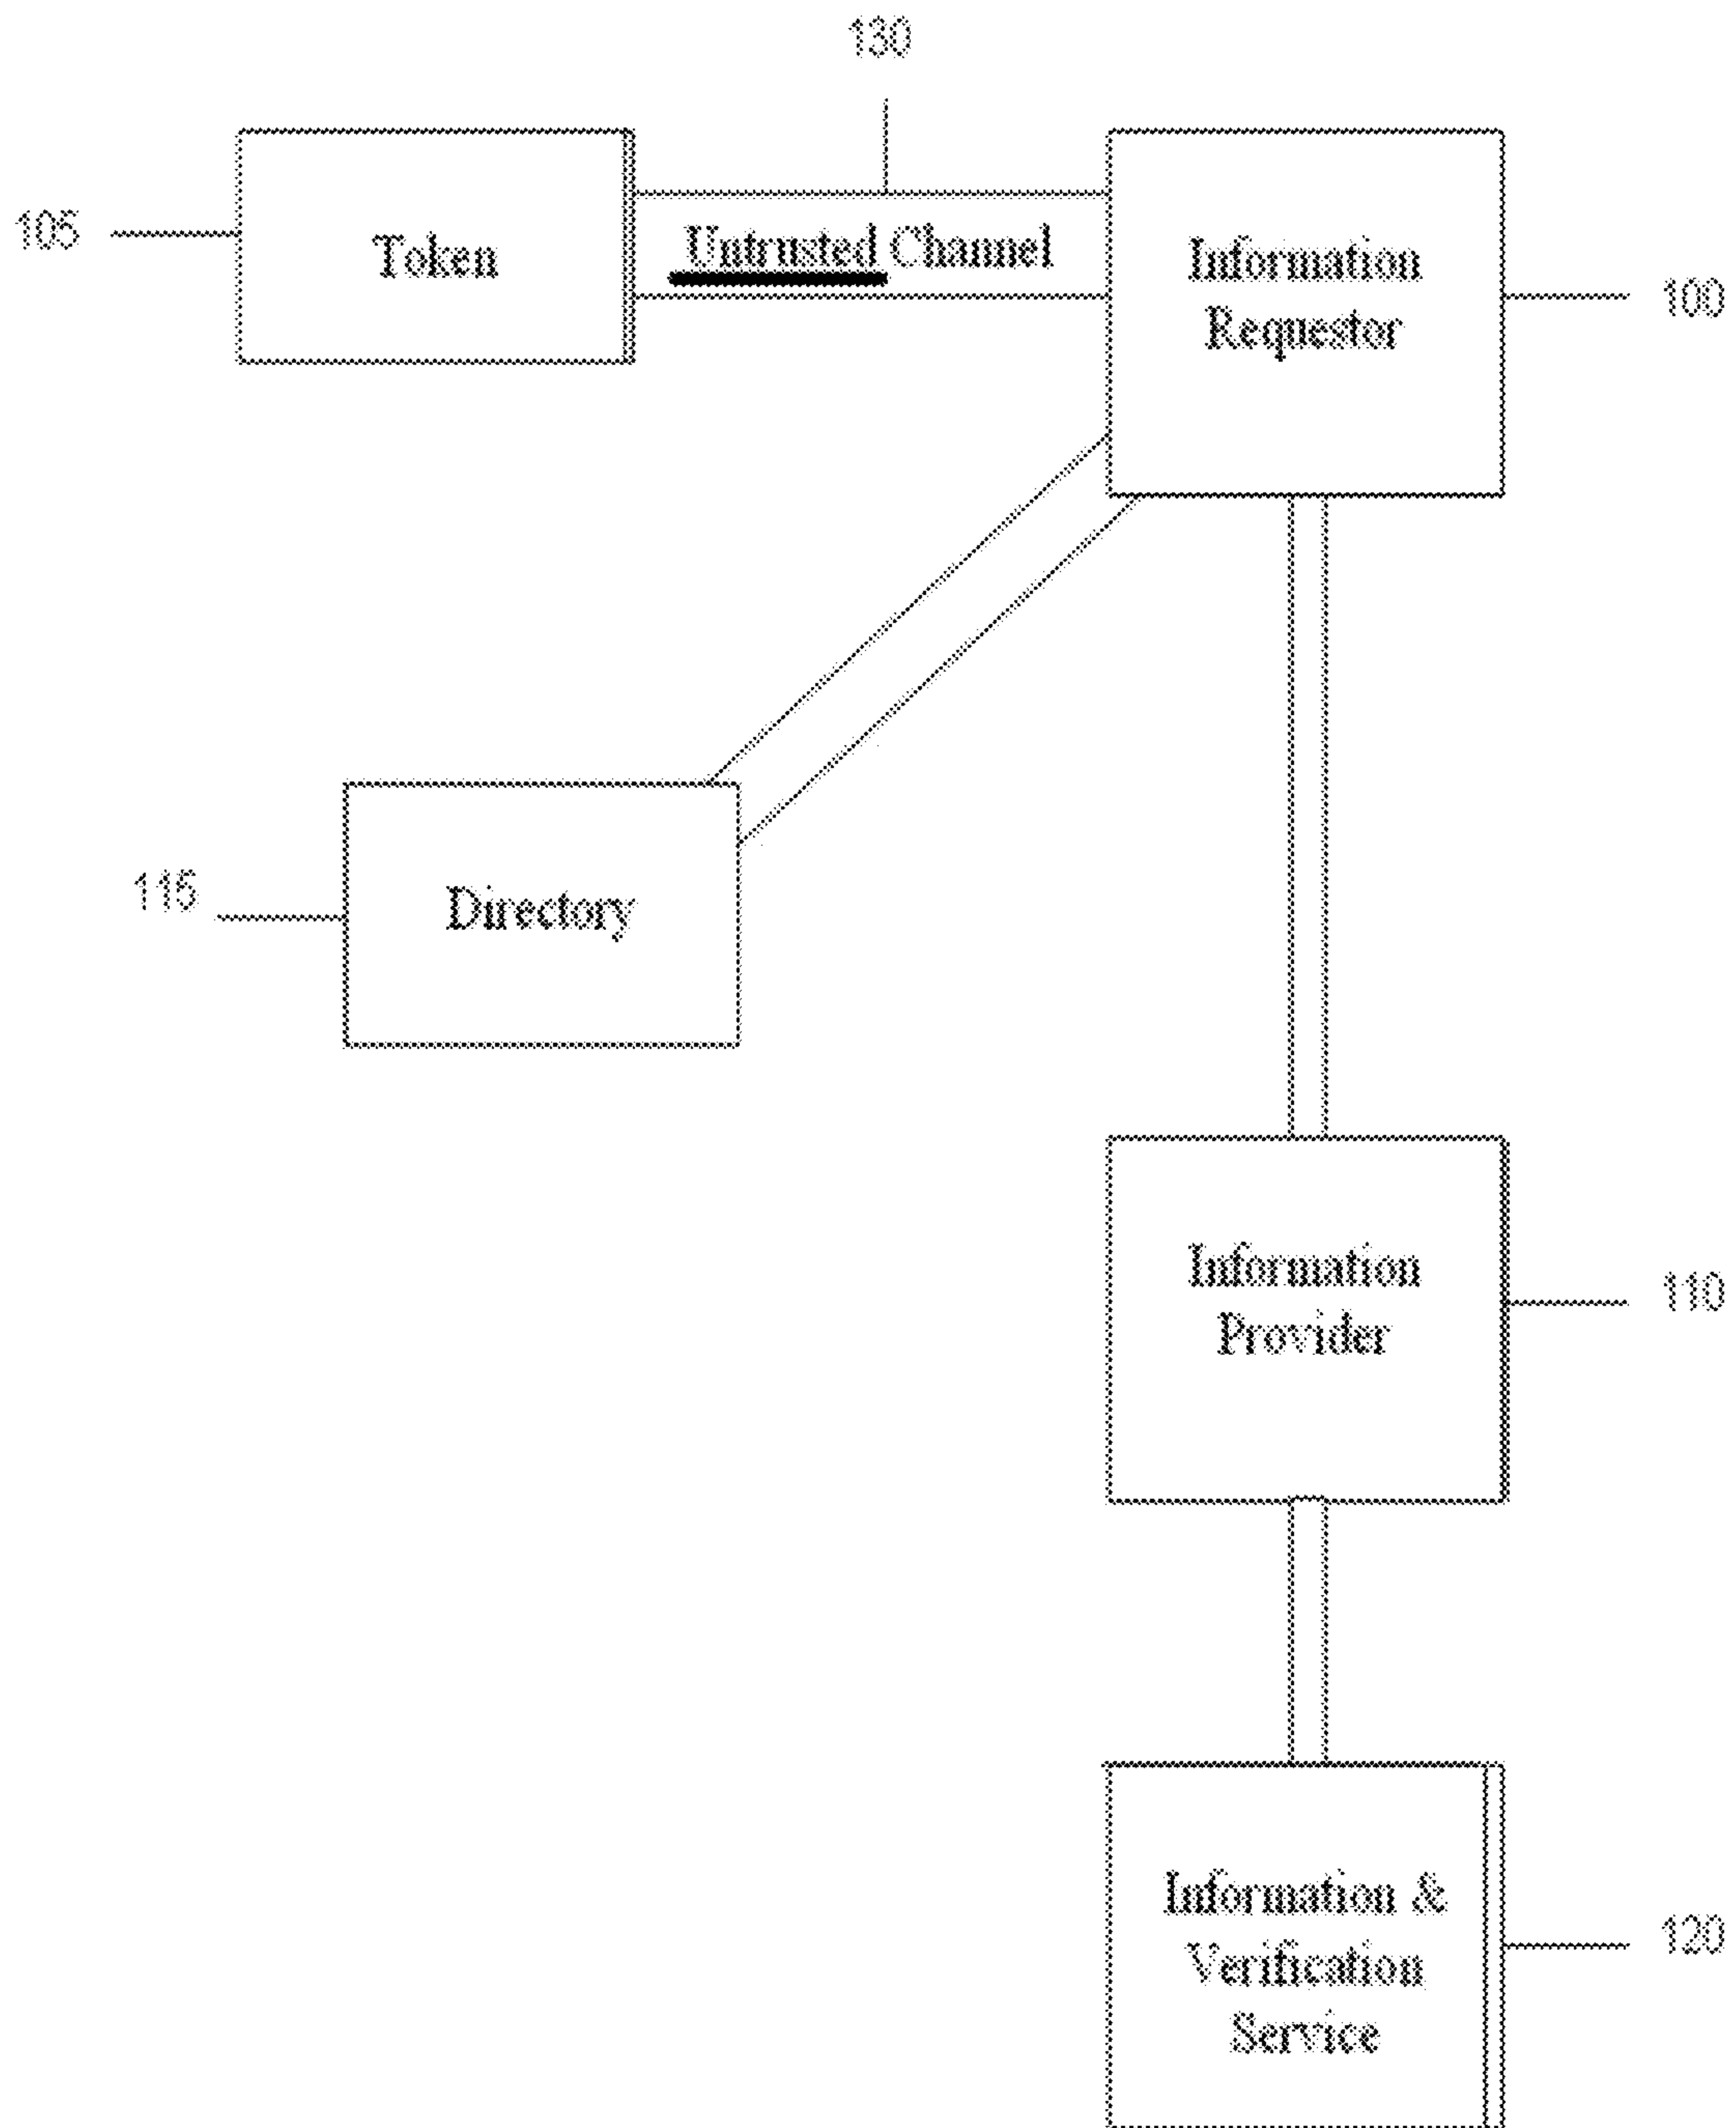 130
105
Token
Untrusted Channel
Information
Requestor
100
115
Directory
Information
Provider
110
Information &
Verification
Service
120